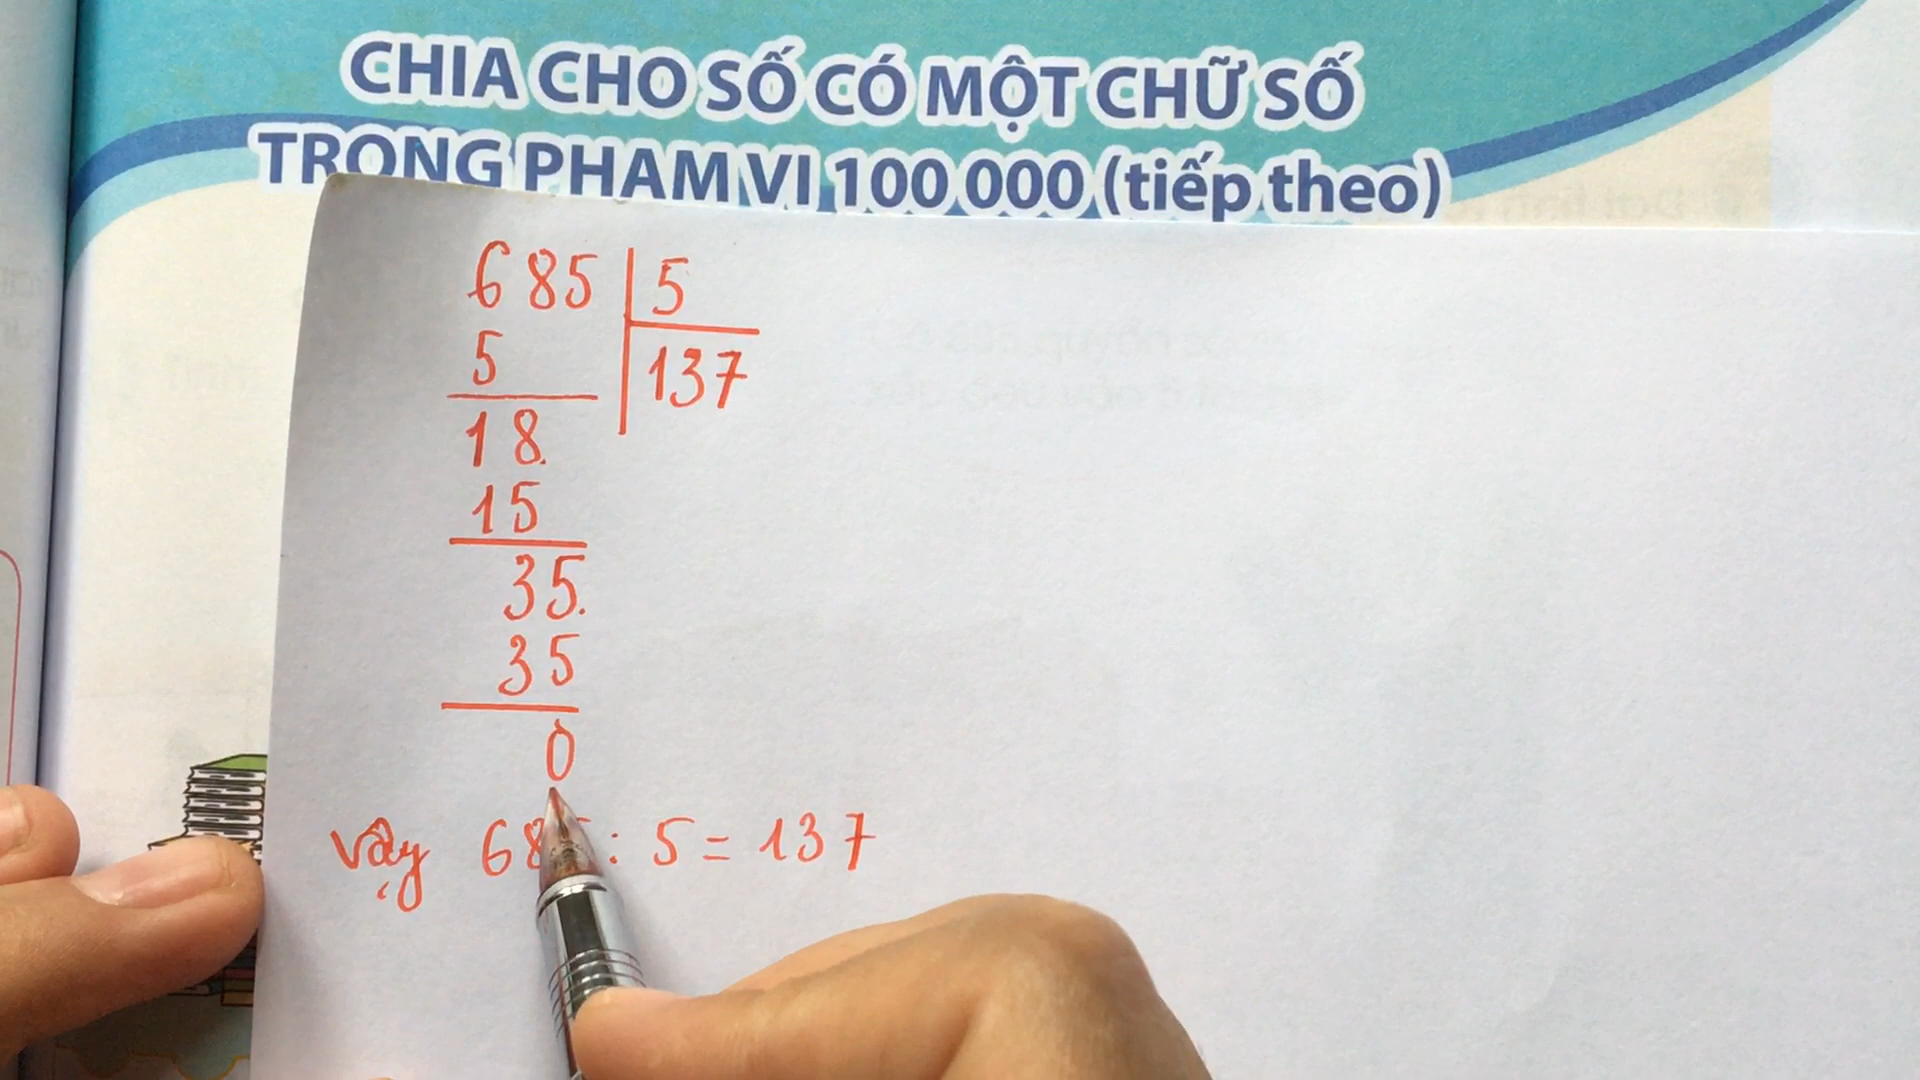 CHIA CHO SỐ CÓ MỘT CHỮ SỐ
TRONG PHẠM VI 100 000 (tiếp theo)
685 5
5 137
18
15
35
35
0
Vậy 685 : 5 = 137